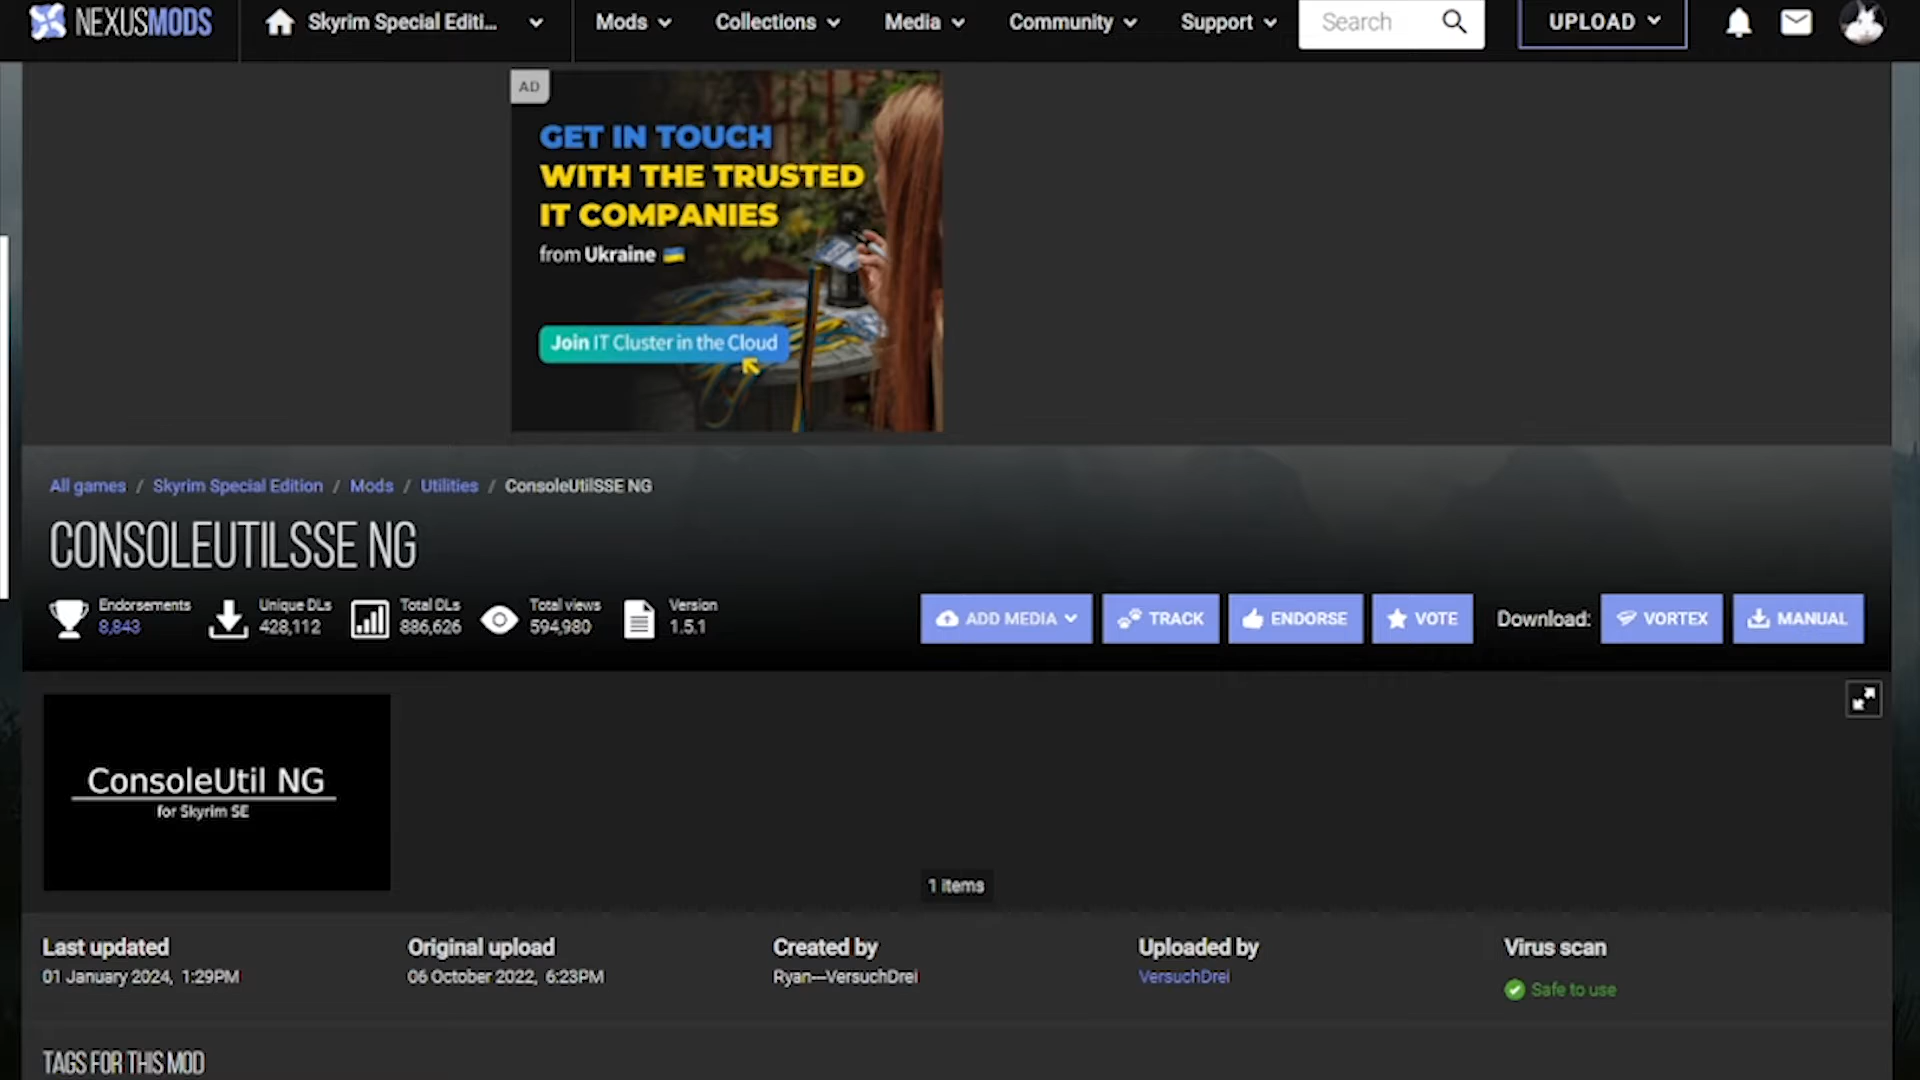 NEXUSMODS
Skyrim Special Editi...
Mods
Collections
Media
Community
Support
Search
UPLOAD
AD
GET IN TOUCH
WITH THE TRUSTED
IT COMPANIES
from Ukraine
Join IT Cluster in the Cloud
All games / Skyrim Special Edition / Mods / Utilities / ConsoleUtilSSE NG
CONSOLEUTILSSE NG
Endorsements
8,843
Unique DLs
428,112
Total DLs
886,626
Total views
594,980
Version
1.5.1
ADD MEDIA
TRACK
ENDORSE
VOTE
Download:
VORTEX
MANUAL
ConsoleUtil NG
for Skyrim SE
1 items
Last updated
01 January 2024, 1:29PM
Original upload
06 October 2022, 6:23PM
Created by
Ryan—VersuchDrei
Uploaded by
VersuchDrei
Virus scan
Safe to use
TAGS FOR THIS MOD